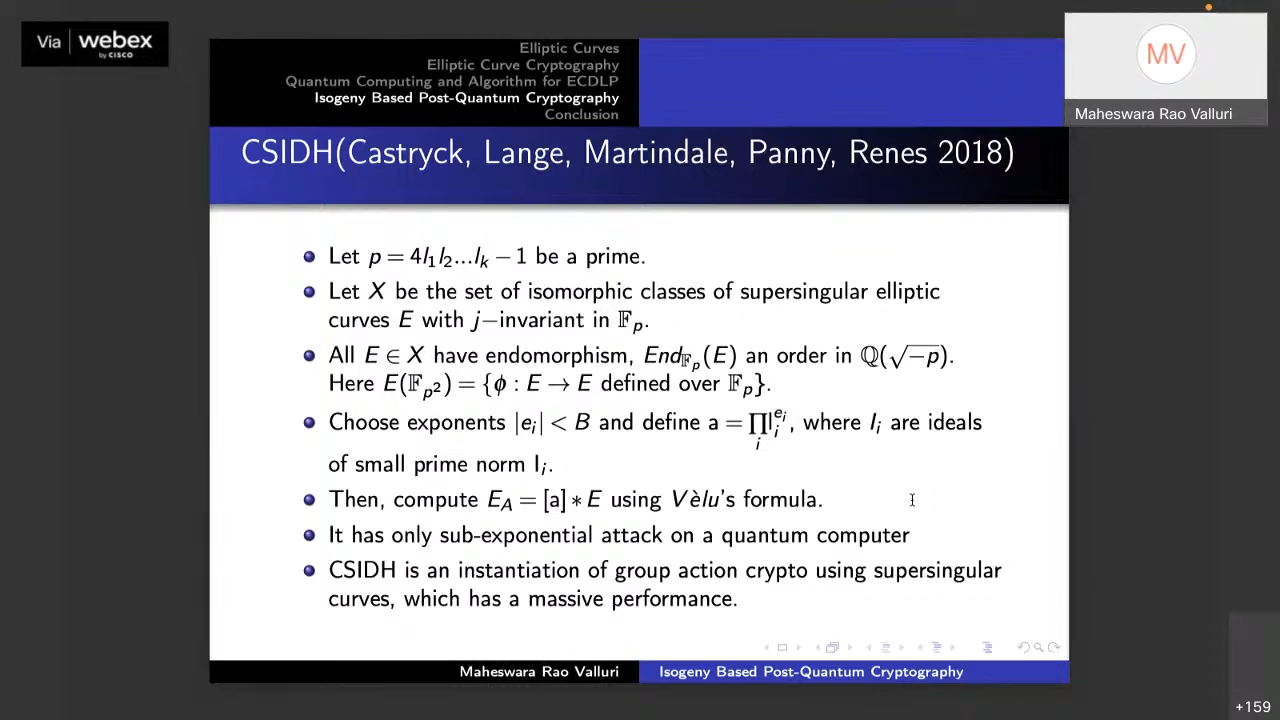 Via webex
by CISCO
MV
Maheswara Rao Valluri
Elliptic Curves
Elliptic Curve Cryptography
Quantum Computing and Algorithm for ECDLP
Isogeny Based Post-Quantum Cryptography
Conclusion
CSIDH(Castryck, Lange, Martindale, Panny, Renes 2018)
Let p = 4l₁l₂...lₖ − 1 be a prime.
Let X be the set of isomorphic classes of supersingular elliptic
curves E with j−invariant in 𝔽ₚ.
All E ∈ X have endomorphism, End_𝔽ₚ(E) an order in ℚ(√−p).
Here E(𝔽_p²) = {ϕ : E → E defined over 𝔽ₚ}.
Choose exponents |eᵢ| < B and define a = ∏ᵢ lᵢ^eᵢ, where lᵢ are ideals
of small prime norm lᵢ.
Then, compute E_A = [a] ∗ E using Vèlu's formula.
It has only sub-exponential attack on a quantum computer
CSIDH is an instantiation of group action crypto using supersingular
curves, which has a massive performance.
Maheswara Rao Valluri Isogeny Based Post-Quantum Cryptography
+159